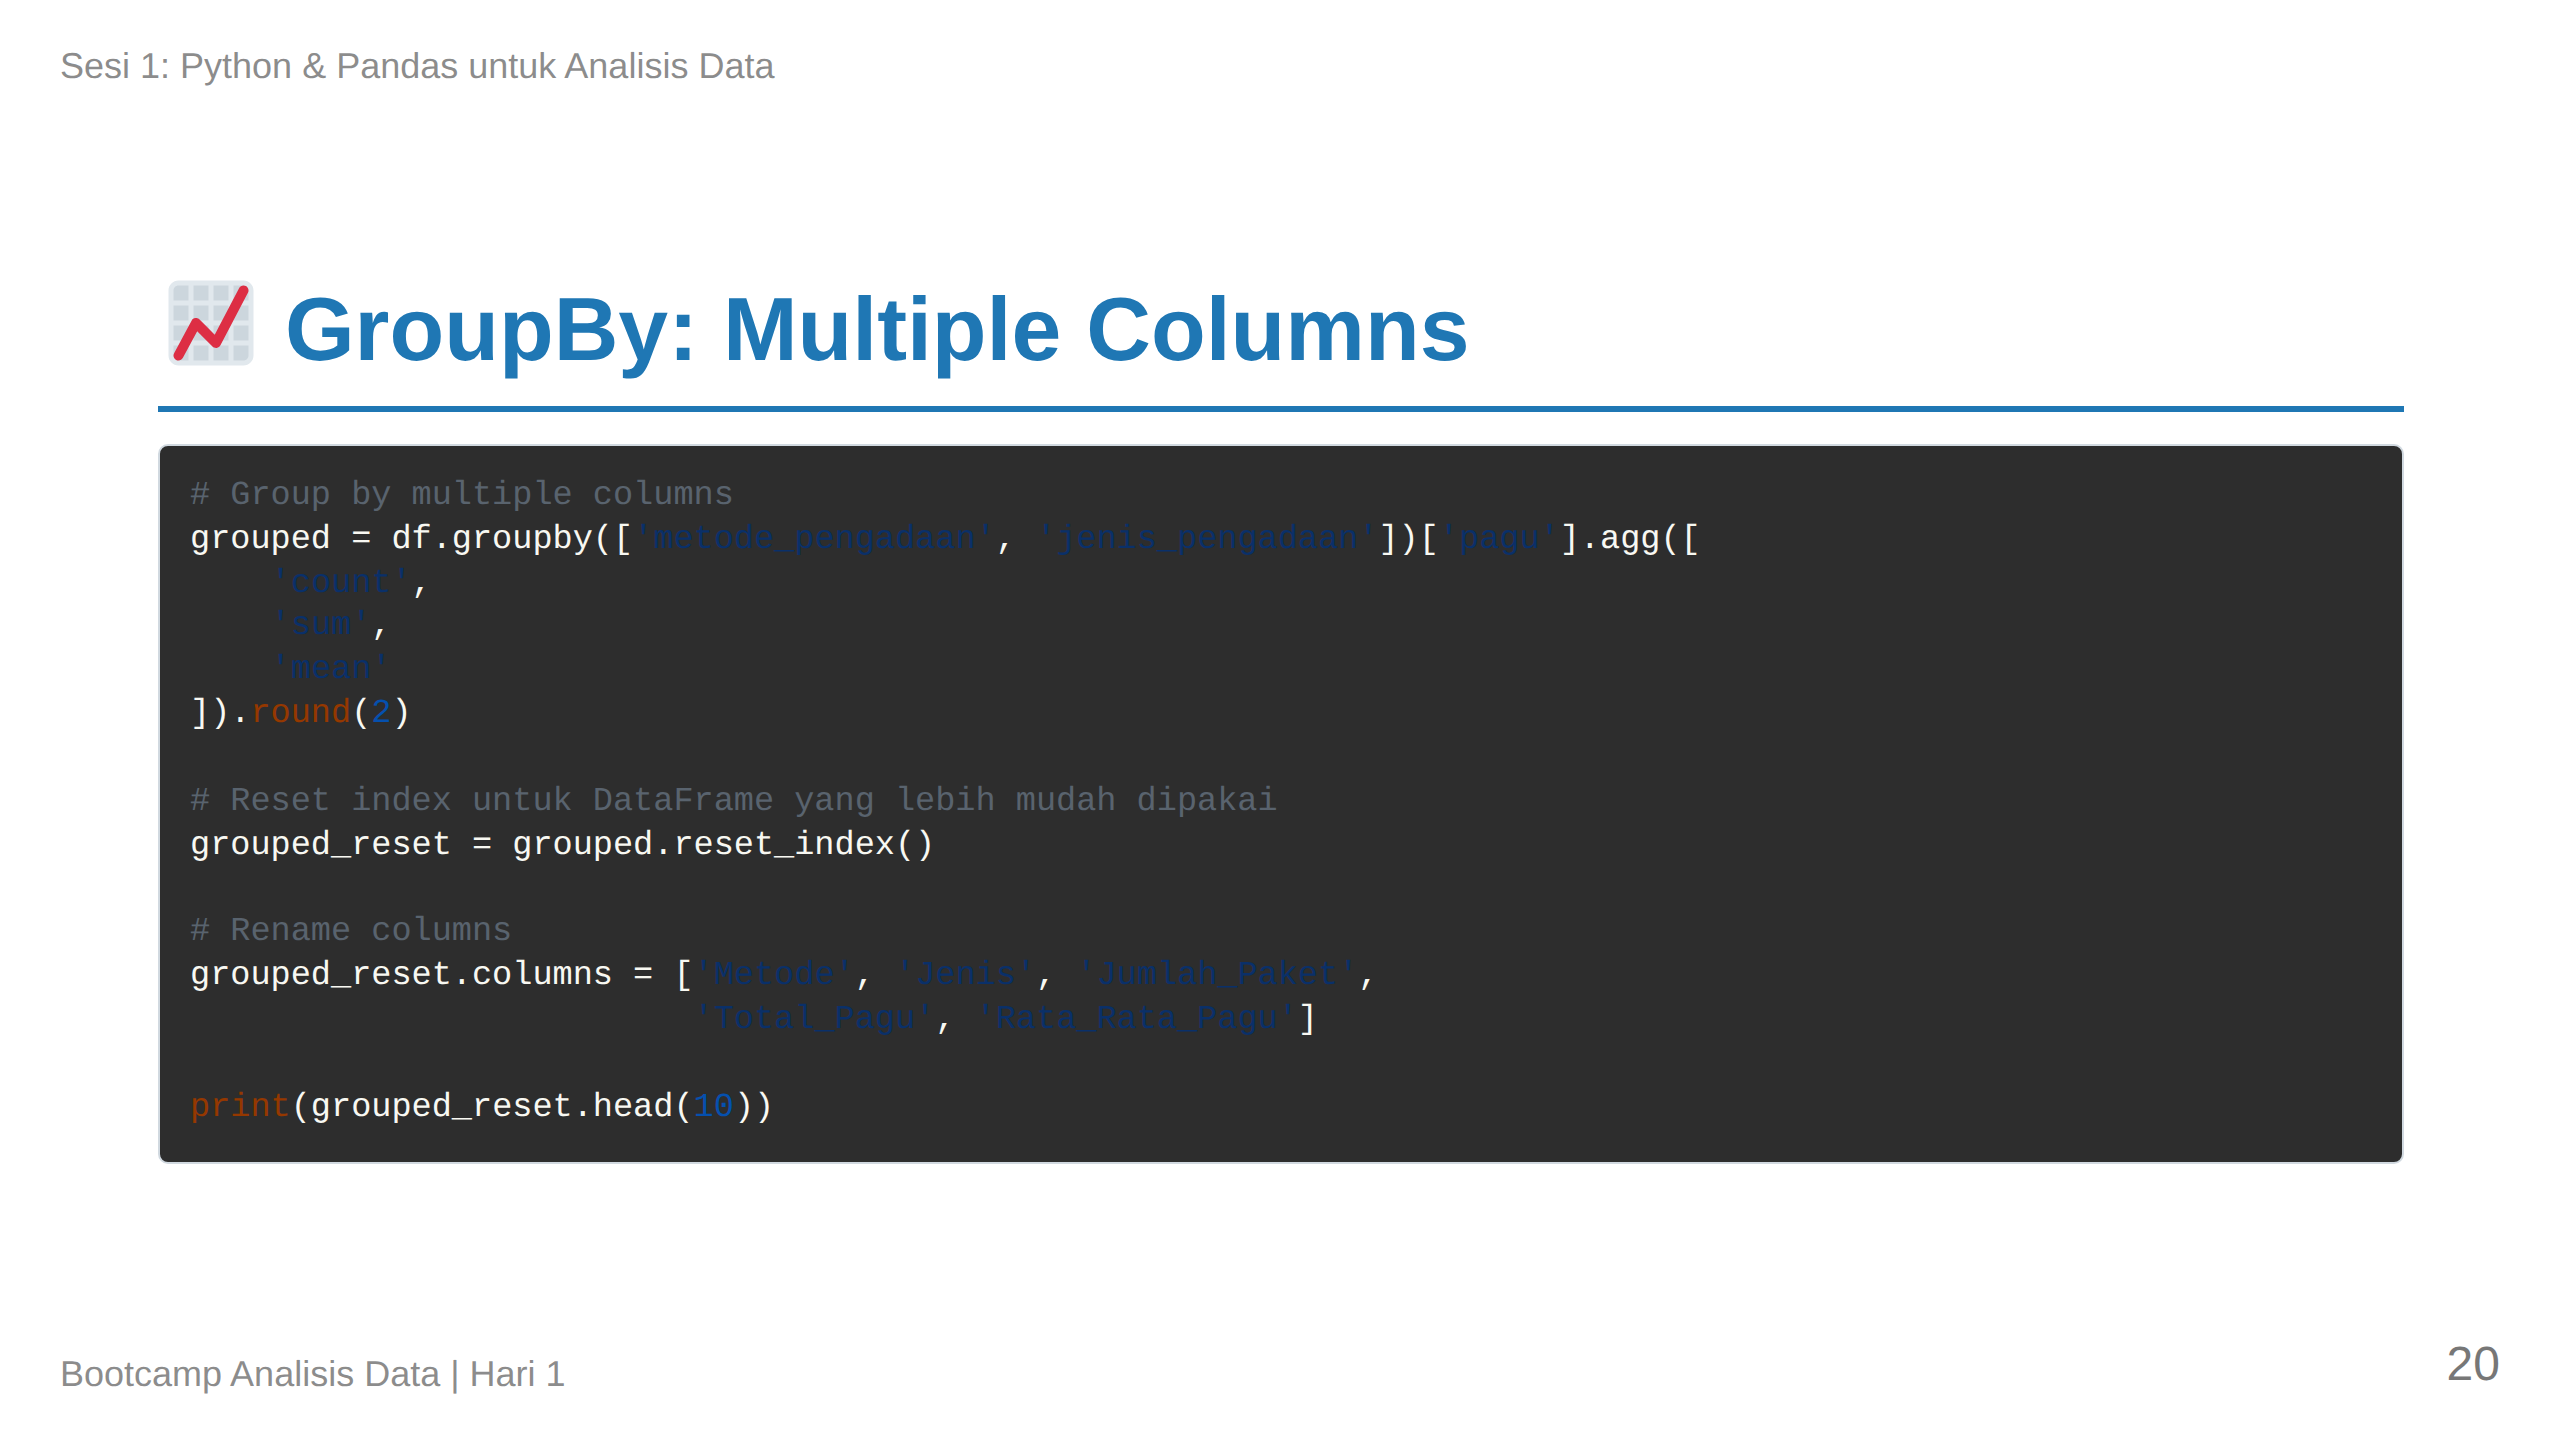 Sesi 1: Python & Pandas untuk Analisis Data
GroupBy: Multiple Columns
# Group by multiple columns
grouped = df.groupby(['metode_pengadaan', 'jenis_pengadaan'])['pagu'].agg([
    'count',
    'sum',
    'mean'
]).round(2)
# Reset index untuk DataFrame yang lebih mudah dipakai
grouped_reset = grouped.reset_index()
# Rename columns
grouped_reset.columns = ['Metode', 'Jenis', 'Jumlah_Paket',
                         'Total_Pagu', 'Rata_Rata_Pagu']
print(grouped_reset.head(10))
Bootcamp Analisis Data | Hari 1
20